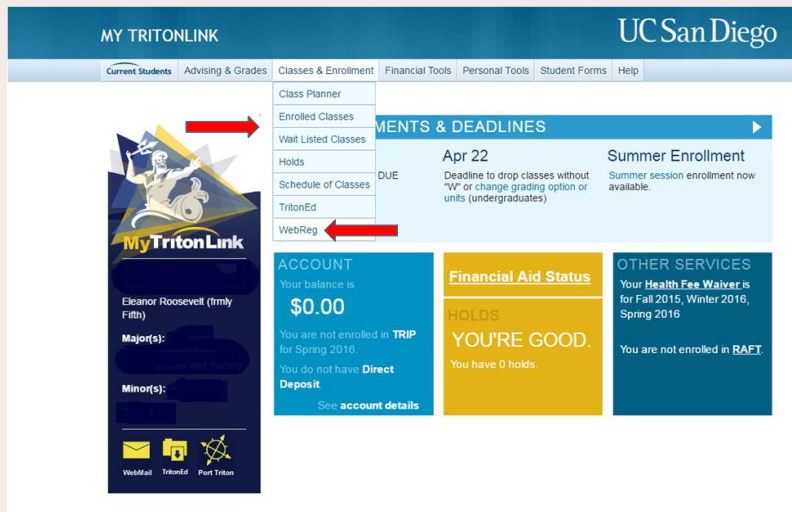 MY TRITONLINK
UC San Diego
Current Students Advising & Grades Classes & Enrollment Financial Tools Personal Tools Student Forms Help
Class Planner
Enrolled Classes
Wait Listed Classes
Holds
Schedule of Classes
TritonEd
WebReg
MENTS & DEADLINES
DUE
Apr 22
Deadline to drop classes without
"W" or change grading option or
units (undergraduates)
Summer Enrollment
Summer session enrollment now
available.
MyTritonLink
Eleanor Roosevelt (frmly
Fifth)
Major(s):
and Society
Minor(s):
WebMail TritonEd Port Triton
ACCOUNT
Your balance is
$0.00
You are not enrolled in TRIP
for Spring 2016.
You do not have Direct
Deposit.
See account details
Financial Aid Status
HOLDS
YOU'RE GOOD.
You have 0 holds.
OTHER SERVICES
Your Health Fee Waiver is
for Fall 2015, Winter 2016,
Spring 2016
You are not enrolled in RAFT.